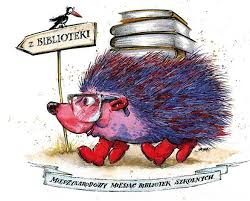 Z BIBLIOTEKI
MIĘDZYNARODOWY MIESIĄC BIBLIOTEK SZKOLNYCH